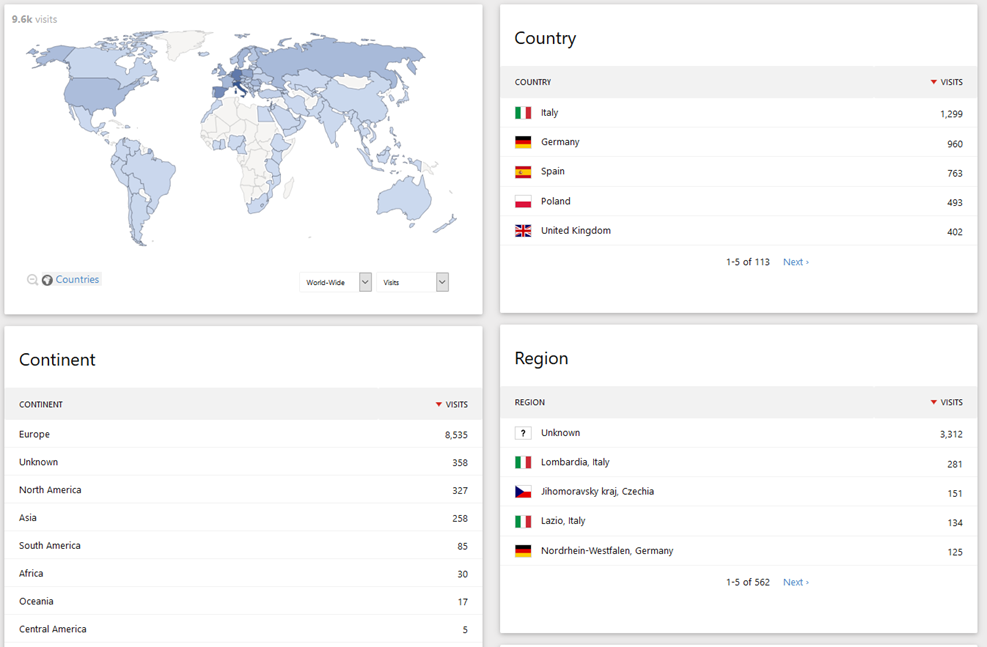 9.6k visits
Countries
World-Wide
Visits
Country
COUNTRY VISITS
Italy 1,299
Germany 960
Spain 763
Poland 493
United Kingdom 402
1-5 of 113 Next ›
Continent
CONTINENT VISITS
Europe 8,535
Unknown 358
North America 327
Asia 258
South America 85
Africa 30
Oceania 17
Central America 5
Region
REGION VISITS
? Unknown 3,312
Lombardia, Italy 281
Jihomoravsky kraj, Czechia 151
Lazio, Italy 134
Nordrhein-Westfalen, Germany 125
1-5 of 562 Next ›